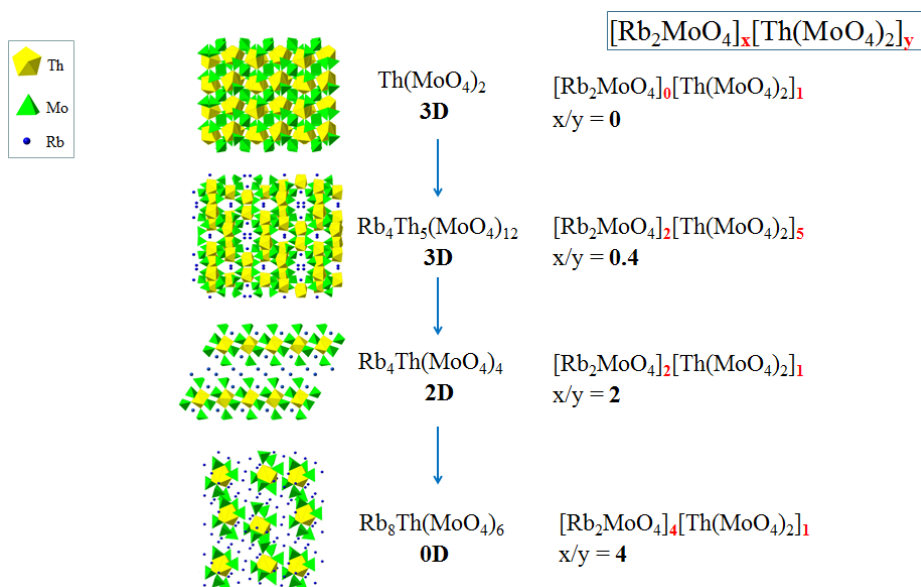 [Rb₂MoO₄]ₓ[Th(MoO₄)₂]y
Th
Mo
Rb
Th(MoO₄)₂
3D
[Rb₂MoO₄]₀[Th(MoO₄)₂]₁
x/y = 0
Rb₄Th₅(MoO₄)₁₂
3D
[Rb₂MoO₄]₂[Th(MoO₄)₂]₅
x/y = 0.4
Rb₄Th(MoO₄)₄
2D
[Rb₂MoO₄]₂[Th(MoO₄)₂]₁
x/y = 2
Rb₈Th(MoO₄)₆
0D
[Rb₂MoO₄]₄[Th(MoO₄)₂]₁
x/y = 4